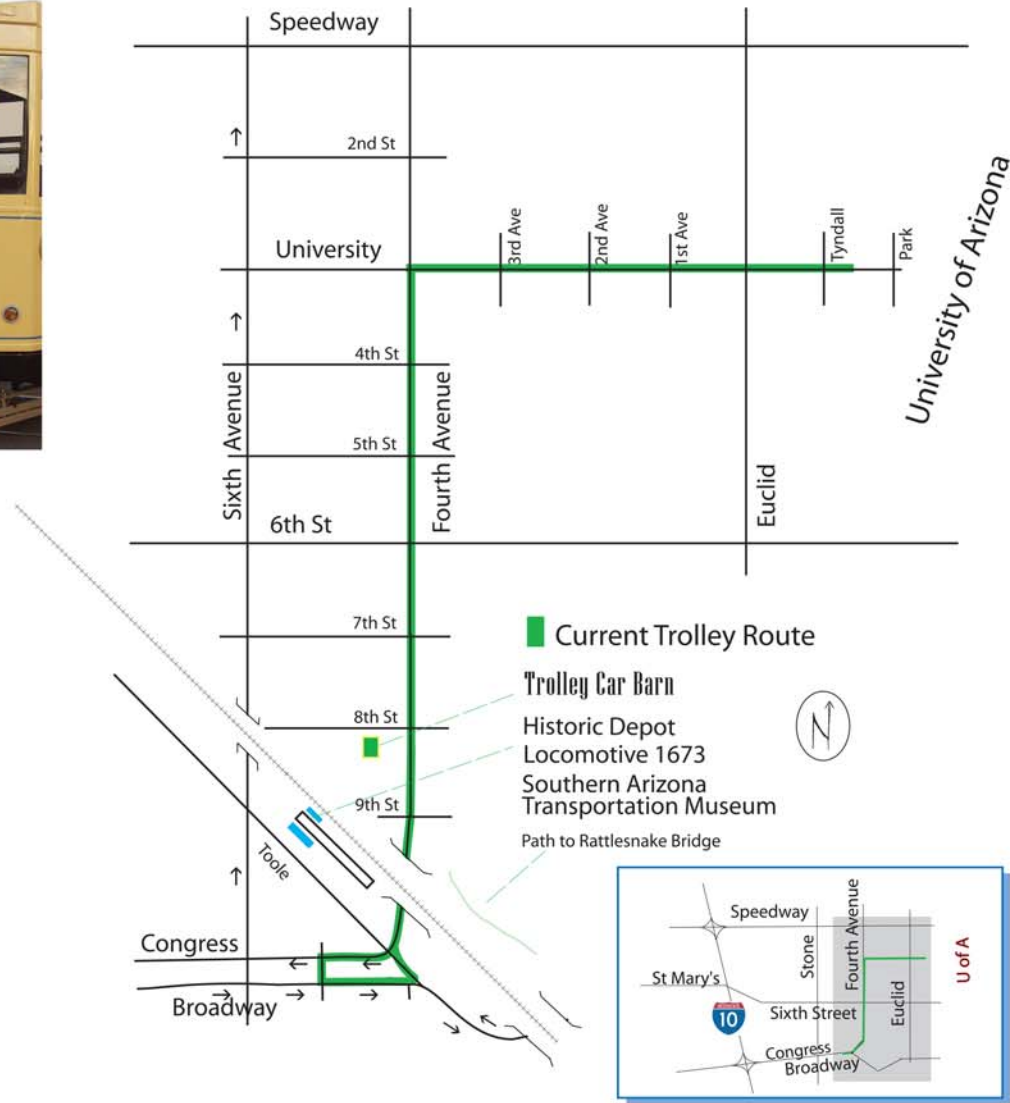 Speedway
2nd St
University
3rd Ave
2nd Ave
1st Ave
Tyndall
Park
University of Arizona
4th St
Sixth Avenue
Fourth Avenue
5th St
Euclid
6th St
7th St
Current Trolley Route
Trolley Car Barn
8th St
Historic Depot
Locomotive 1673
Southern Arizona
Transportation Museum
N
9th St
Path to Rattlesnake Bridge
Toole
Congress
Broadway
Speedway
Stone
Fourth Avenue
U of A
St Mary's
10
Sixth Street
Euclid
Congress
Broadway